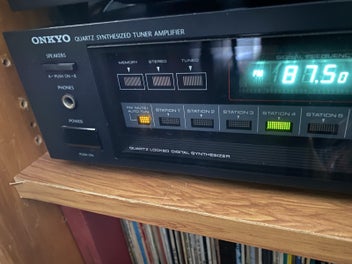 ONKYO QUARTZ SYNTHESIZED TUNER AMPLIFIER
SPEAKERS
A-PUSH ON-B
PHONES
POWER
PUSH-ON
MEMORY STEREO TUNED
SIGNAL FREQUENCY
FM 87.50
FM MUTE/
AUTO TUN
STATION 1 STATION 2 STATION 3 STATION 4 STATION 5
QUARTZ LOCKED DIGITAL SYNTHESIZER